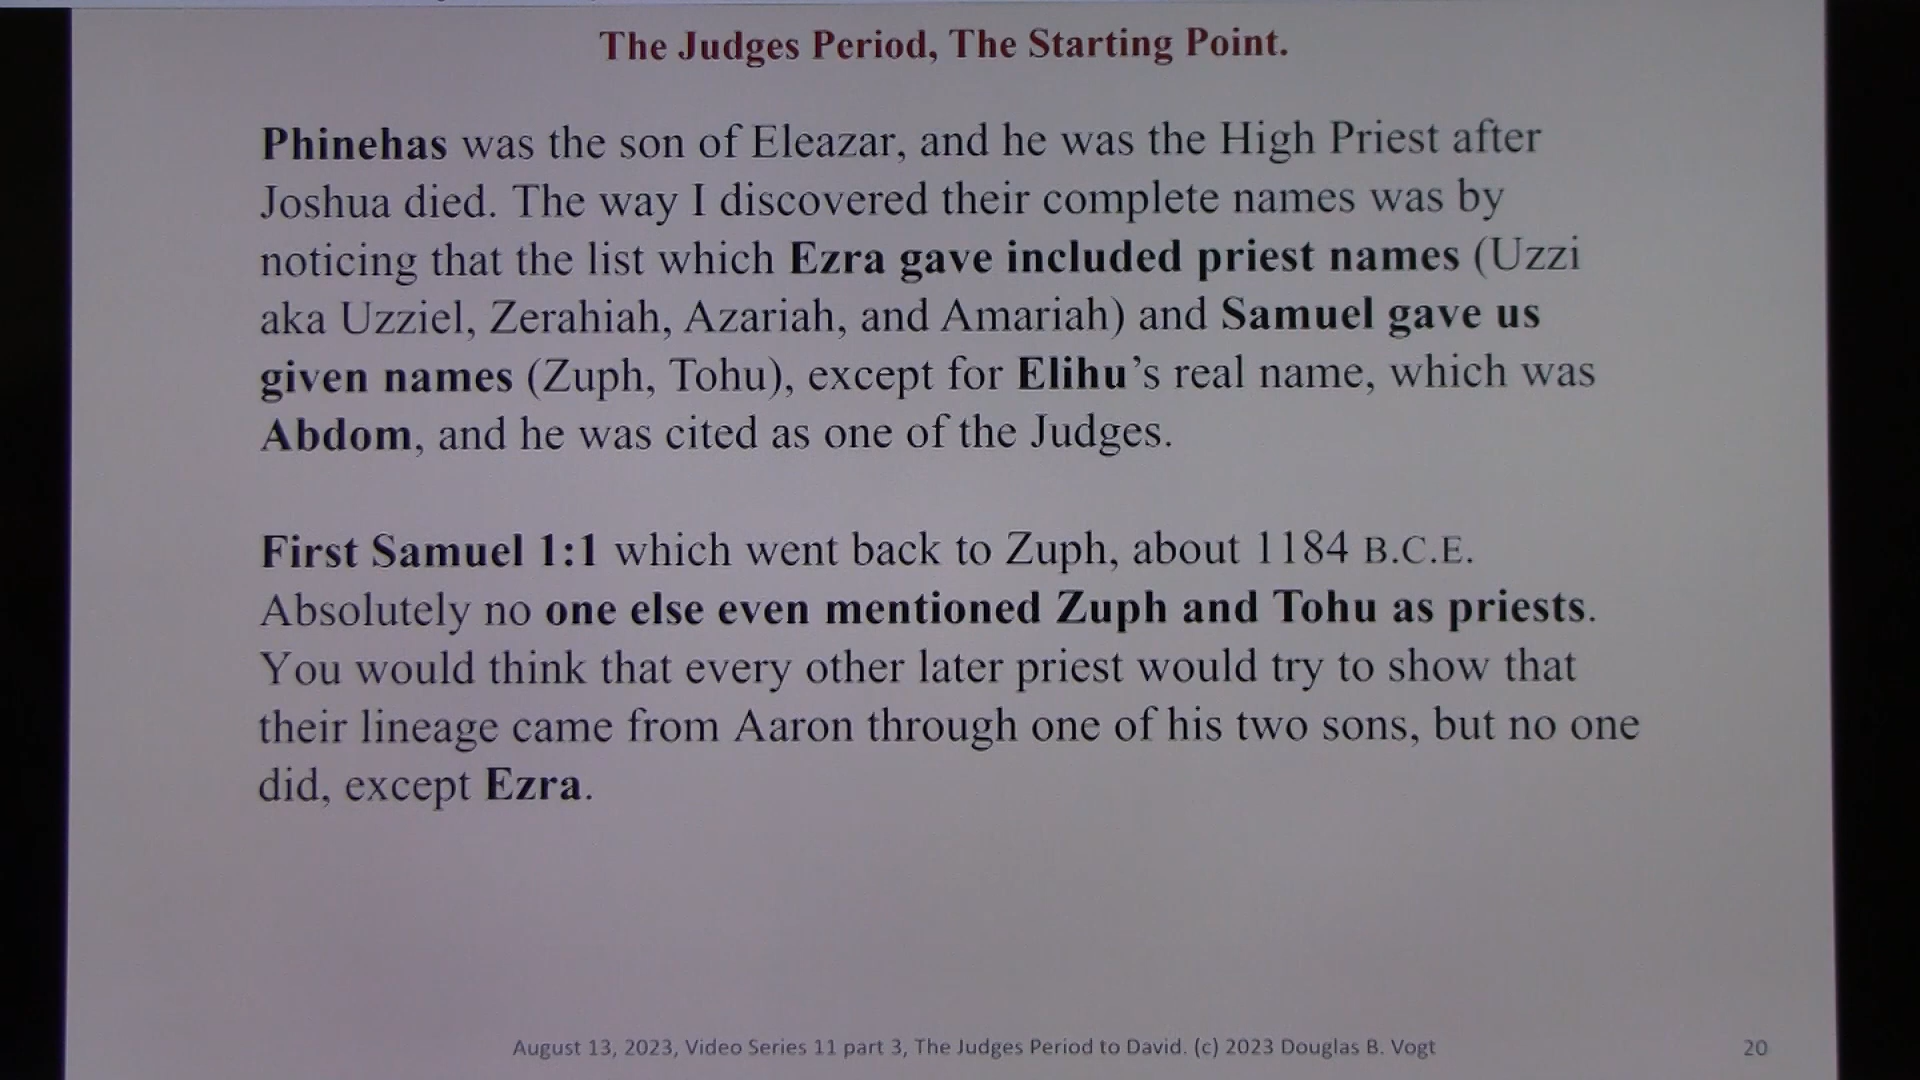 The Judges Period, The Starting Point.
Phinehas was the son of Eleazar, and he was the High Priest after
Joshua died. The way I discovered their complete names was by
noticing that the list which Ezra gave included priest names (Uzzi
aka Uzziel, Zerahiah, Azariah, and Amariah) and Samuel gave us
given names (Zuph, Tohu), except for Elihu’s real name, which was
Abdom, and he was cited as one of the Judges.
First Samuel 1:1 which went back to Zuph, about 1184 B.C.E.
Absolutely no one else even mentioned Zuph and Tohu as priests.
You would think that every other later priest would try to show that
their lineage came from Aaron through one of his two sons, but no one
did, except Ezra.
August 13, 2023, Video Series 11 part 3, The Judges Period to David. (c) 2023 Douglas B. Vogt
20